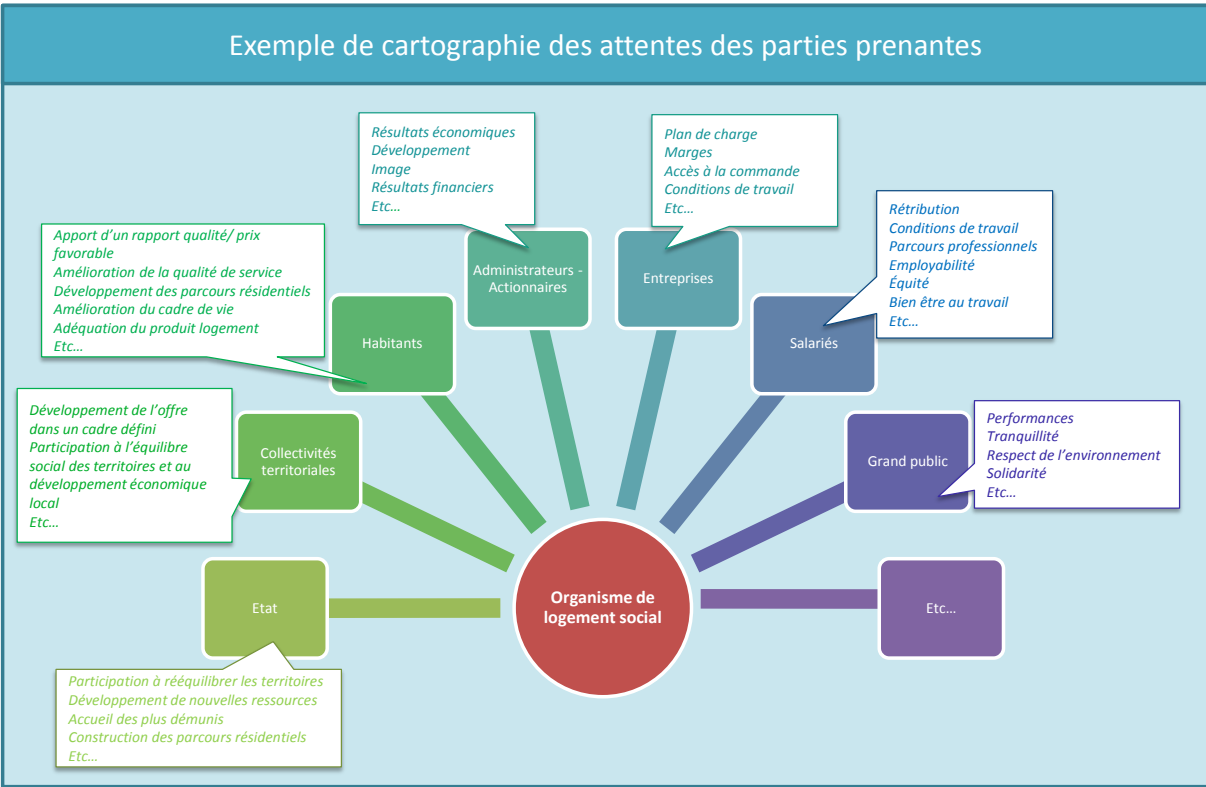 Exemple de cartographie des attentes des parties prenantes
Résultats économiques
Développement
Image
Résultats financiers
Etc…
Plan de charge
Marges
Accès à la commande
Conditions de travail
Etc…
Rétribution
Conditions de travail
Parcours professionnels
Employabilité
Équité
Bien être au travail
Etc…
Apport d’un rapport qualité/ prix
favorable
Amélioration de la qualité de service
Développement des parcours résidentiels
Amélioration du cadre de vie
Adéquation du produit logement
Etc…
Administrateurs -
Actionnaires
Entreprises
Habitants
Salariés
Développement de l’offre
dans un cadre défini
Participation à l’équilibre
social des territoires et au
développement économique
local
Etc…
Collectivités
territoriales
Grand public
Performances
Tranquillité
Respect de l’environnement
Solidarité
Etc…
Etat
Organisme de
logement social
Etc…
Participation à rééquilibrer les territoires
Développement de nouvelles ressources
Accueil des plus démunis
Construction des parcours résidentiels
Etc…